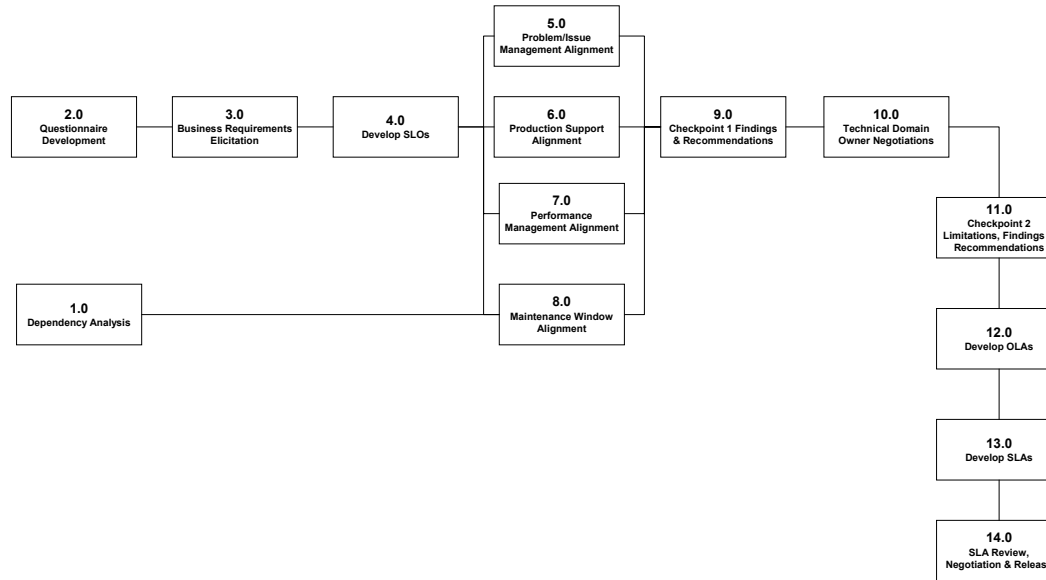 5.0
Problem/Issue
Management Alignment
2.0
Questionnaire
Development
3.0
Business Requirements
Elicitation
4.0
Develop SLOs
6.0
Production Support
Alignment
9.0
Checkpoint 1 Findings
& Recommendations
10.0
Technical Domain
Owner Negotiations
7.0
Performance
Management Alignment
11.0
Checkpoint 2
Limitations, Findings
Recommendations
1.0
Dependency Analysis
8.0
Maintenance Window
Alignment
12.0
Develop OLAs
13.0
Develop SLAs
14.0
SLA Review,
Negotiation & Releas